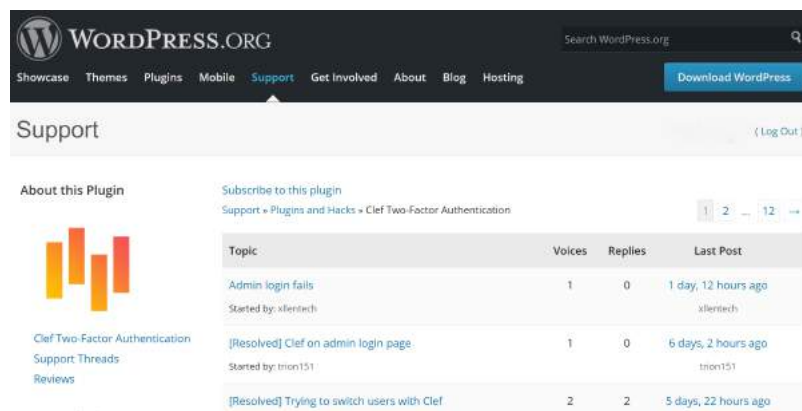 WORDPRESS.ORG
Search WordPress.org
Showcase Themes Plugins Mobile Support Get Involved About Blog Hosting
Download WordPress
Support
( Log Out )
About this Plugin
Clef Two-Factor Authentication
Support Threads
Reviews
Subscribe to this plugin
Support » Plugins and Hacks » Clef Two-Factor Authentication
1 2 ... 12 →
Topic Voices Replies Last Post
Admin login fails 1 0 1 day, 12 hours ago
Started by: xllentech xllentech
[Resolved] Clef on admin login page 1 0 6 days, 2 hours ago
Started by: trion151 trion151
[Resolved] Trying to switch users with Clef 2 2 5 days, 22 hours ago